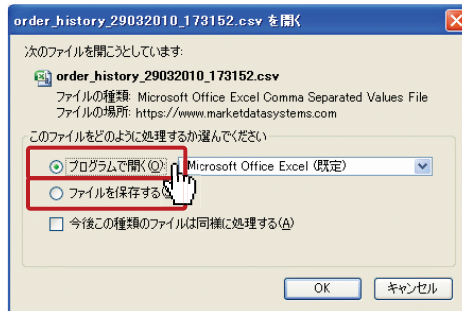 order_history_29032010_173152.csv を開く
次のファイルを開こうとしています:
order_history_29032010_173152.csv
ファイルの種類: Microsoft Office Excel Comma Separated Values File
ファイルの場所: https://www.marketdatasystems.com
このファイルをどのように処理するか選んでください
プログラムで開く(O): Microsoft Office Excel (既定)
ファイルを保存する
今後この種類のファイルは同様に処理する(A)
OK キャンセル